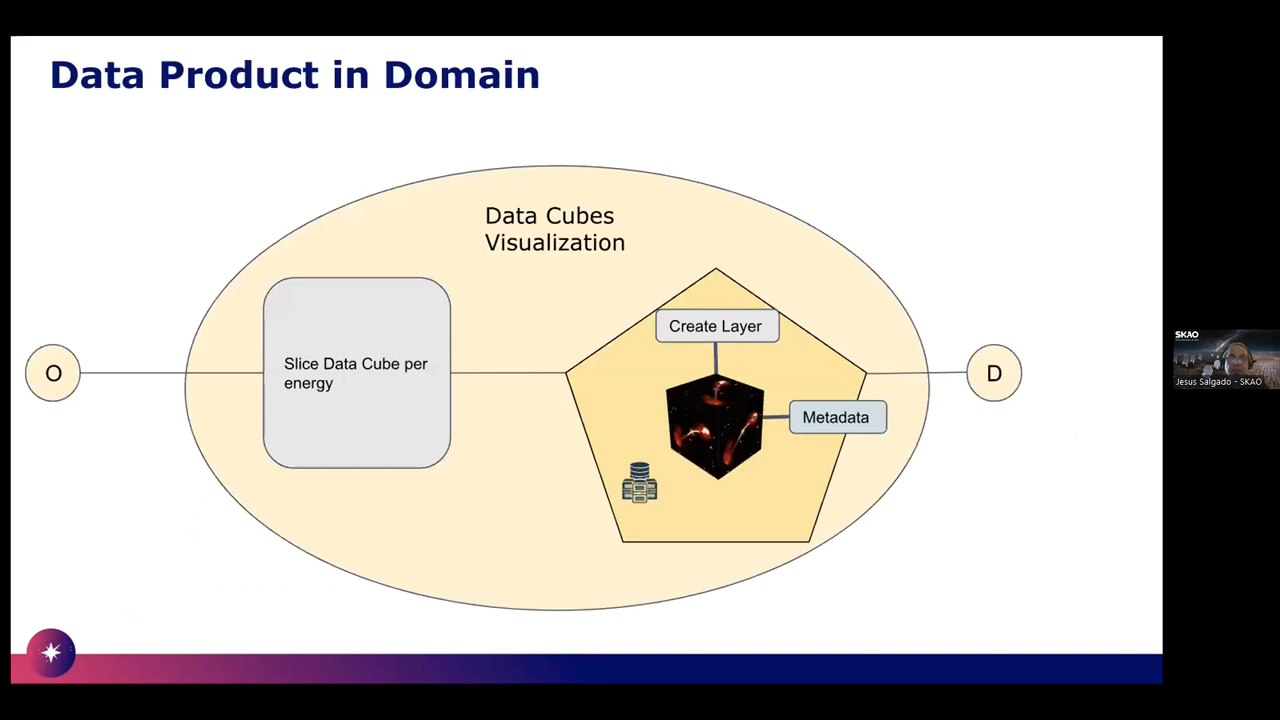 Data Product in Domain
Data Cubes
Visualization
Create Layer
Slice Data Cube per
energy
O
D
Metadata
SKAO
Jesus Salgado - SKAO